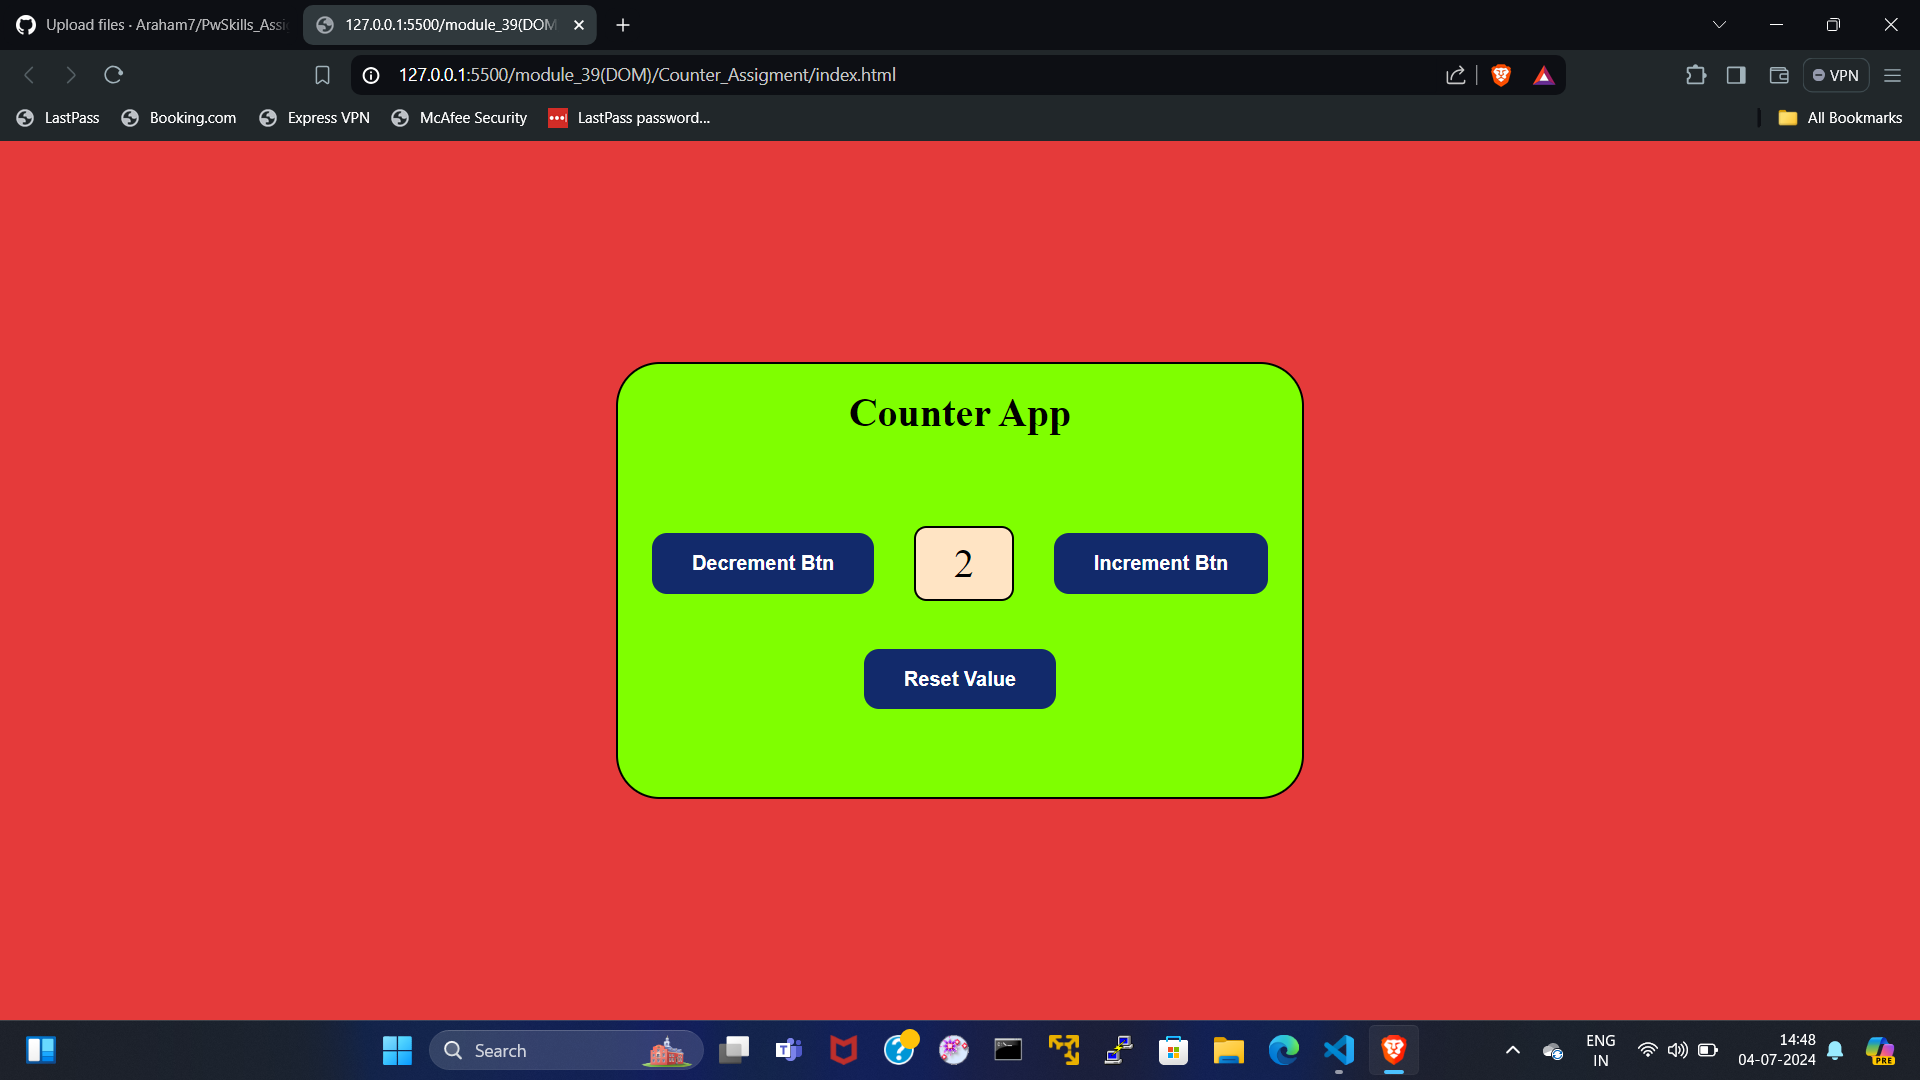 Upload files · Araham7/PwSkills_Assi
127.0.0.1:5500/module_39(DOM
127.0.0.1:5500/module_39(DOM)/Counter_Assigment/index.html
VPN
LastPass
Booking.com
Express VPN
McAfee Security
LastPass password...
All Bookmarks
Counter App
Decrement Btn
2
Increment Btn
Reset Value
Search
ENG
IN
14:48
04-07-2024
PRE